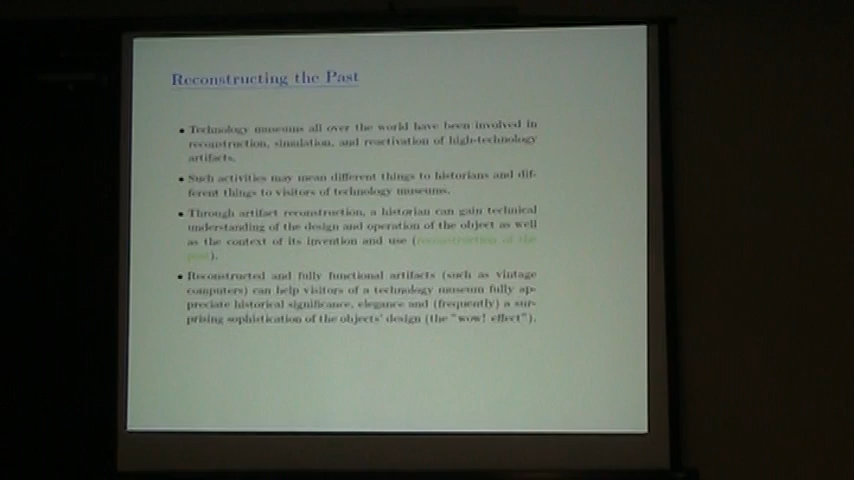 Reconstructing the Past
• Technology museums all over the world have been involved in
reconstruction, simulation, and reactivation of high-technology
artifacts.
• Such activities may mean different things to historians and dif-
ferent things to visitors of technology museums.
• Through artifact reconstruction, a historian can gain technical
understanding of the design and operation of the object as well
as the context of its invention and use (reconstruction of the
past).
• Reconstructed and fully functional artifacts (such as vintage
computers) can help visitors of a technology museum fully ap-
preciate historical significance, elegance and (frequently) a sur-
prising sophistication of the objects' design (the "wow! effect").